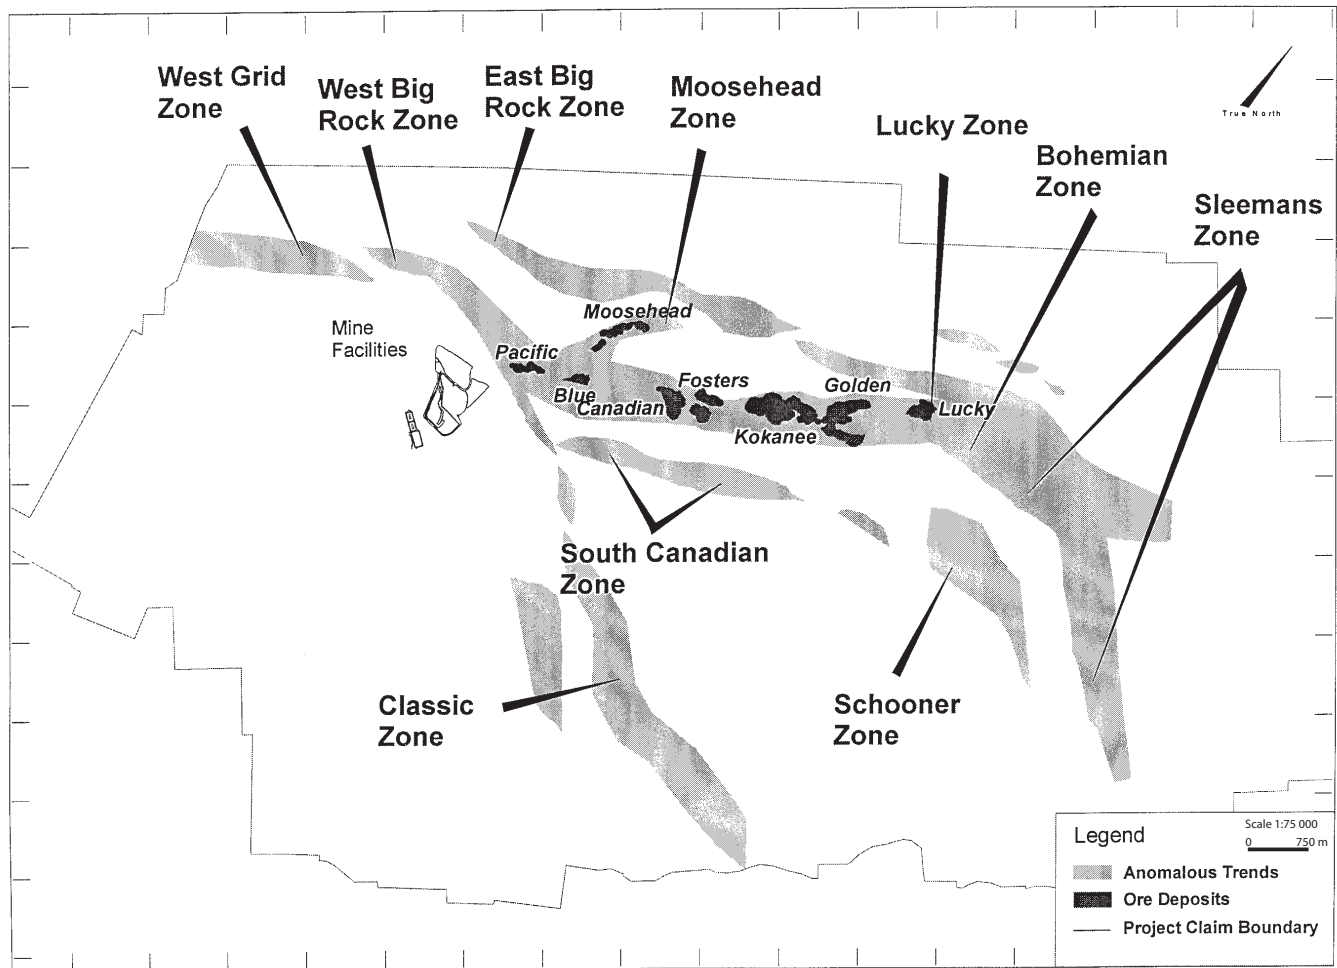 West Grid
Zone
West Big
Rock Zone
East Big
Rock Zone
Moosehead
Zone
Lucky Zone
Bohemian
Zone
Sleemans
Zone
True North
Mine
Facilities
Moosehead
Pacific
Blue
Canadian
Fosters
Kokanee
Golden
Lucky
South Canadian
Zone
Classic
Zone
Schooner
Zone
Legend
Scale 1:75 000
0 750 m
Anomalous Trends
Ore Deposits
Project Claim Boundary